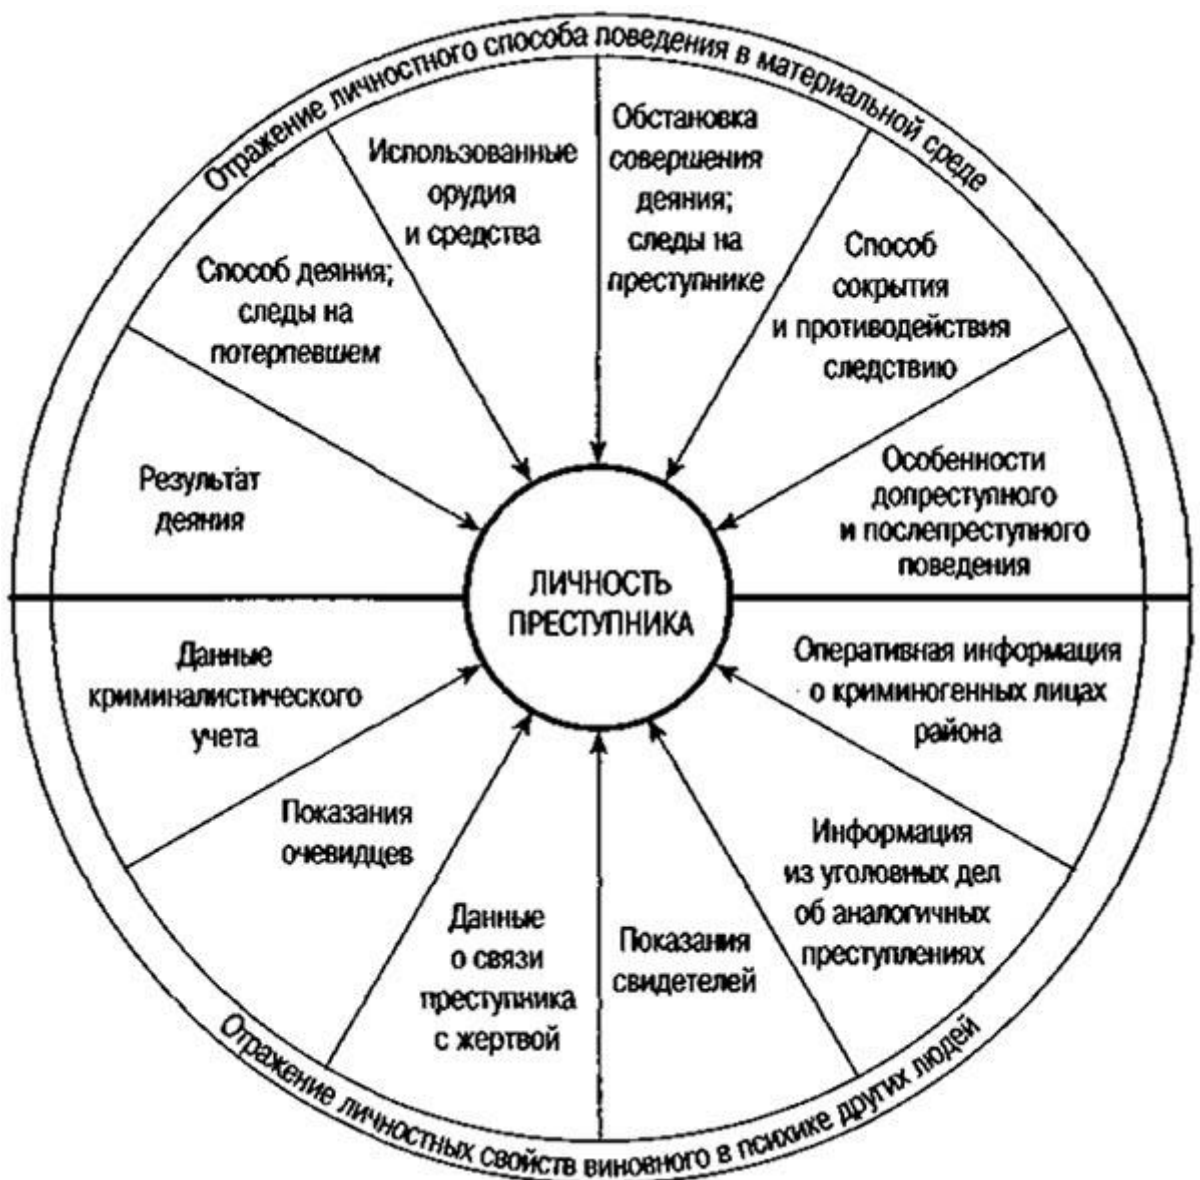 Отражение личностного способа поведения в материальной среде
Результат
деяния
Способ деяния;
следы на
потерпевшем
Использованные
орудия
и средства
Обстановка
совершения
деяния;
следы на
преступнике
Способ
сокрытия
и противодействия
следствию
Особенности
допреступного
и послепреступного
поведения
ЛИЧНОСТЬ
ПРЕСТУПНИКА
Данные
криминалистического
учета
Показания
очевидцев
Данные
о связи
преступника
с жертвой
Показания
свидетелей
Информация
из уголовных дел
об аналогичных
преступлениях
Оперативная информация
о криминогенных лицах
района
Отражение личностных свойств виновного в психике других людей